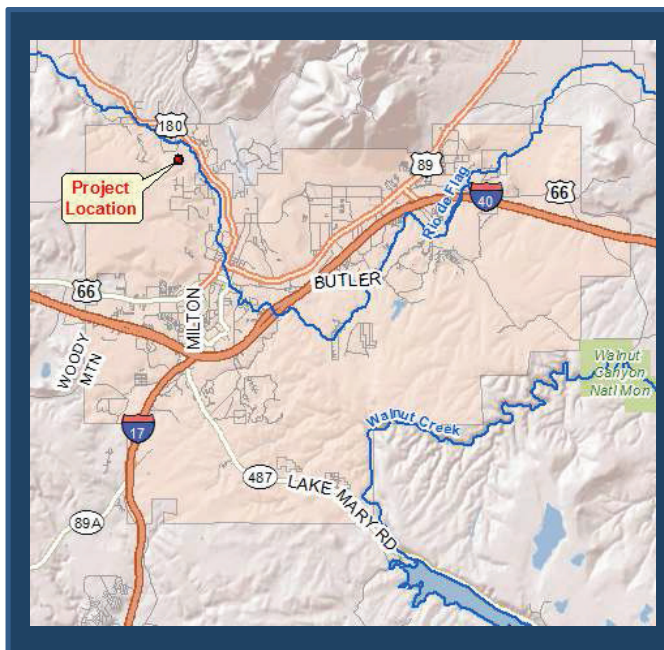 180
Project
Location
89
Rio de Flag
40
66
66
BUTLER
MILTON
WOODY
MTN
Walnut
Canyon
Natl Mon
Walnut Creek
17
487
LAKE MARY RD
89A